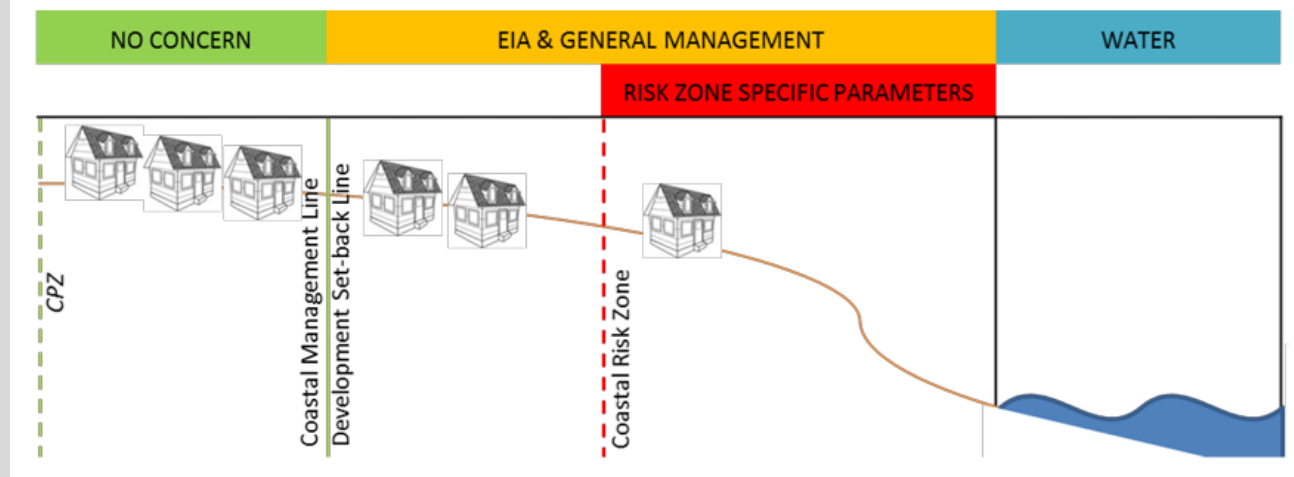 NO CONCERN
EIA & GENERAL MANAGEMENT
WATER
RISK ZONE SPECIFIC PARAMETERS
CPZ
Coastal Management Line
Development Set-back Line
Coastal Risk Zone